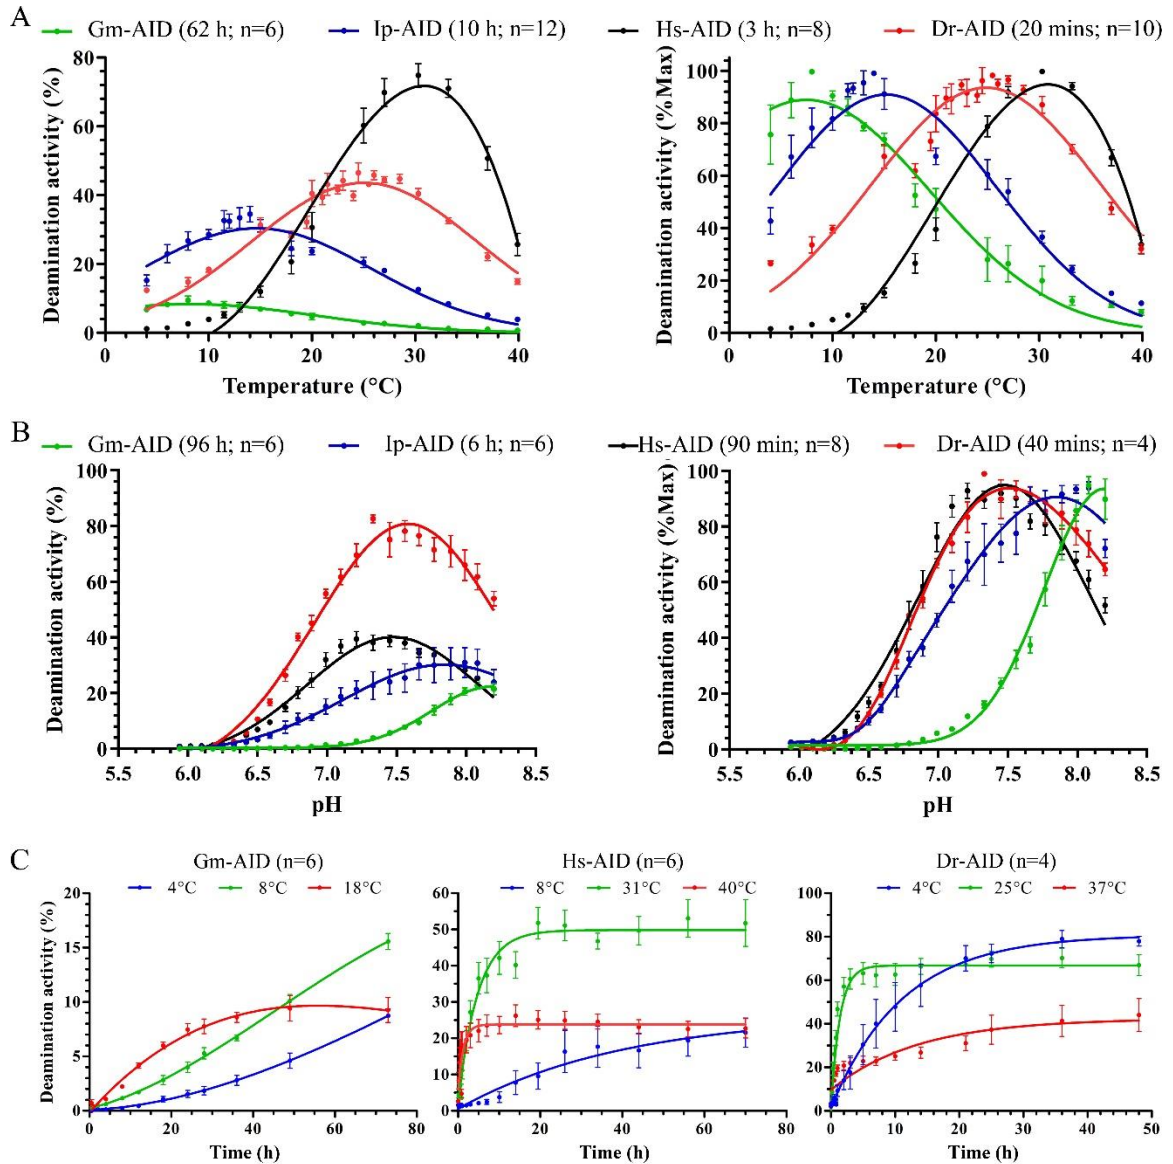 A
Gm-AID (62 h; n=6) Ip-AID (10 h; n=12) Hs-AID (3 h; n=8) Dr-AID (20 mins; n=10)
Deamination activity (%)
80
60
40
20
0
0 10 20 30 40
Temperature (°C)
Deamination activity (%Max)
100
80
60
40
20
0
0 10 20 30 40
Temperature (°C)
B
Gm-AID (96 h; n=6) Ip-AID (6 h; n=6) Hs-AID (90 min; n=8) Dr-AID (40 mins; n=4)
Deamination activity (%)
100
80
60
40
20
0
5.5 6.0 6.5 7.0 7.5 8.0 8.5
pH
Deamination activity (%Max)
100
80
60
40
20
0
5.5 6.0 6.5 7.0 7.5 8.0 8.5
pH
C
Gm-AID (n=6)
4°C 8°C 18°C
Deamination activity (%)
20
15
10
5
0
0 20 40 60 80
Time (h)
Hs-AID (n=6)
8°C 31°C 40°C
60
50
40
30
20
10
0
0 20 40 60 80
Time (h)
Dr-AID (n=4)
4°C 25°C 37°C
100
80
60
40
20
0
0 10 20 30 40 50
Time (h)